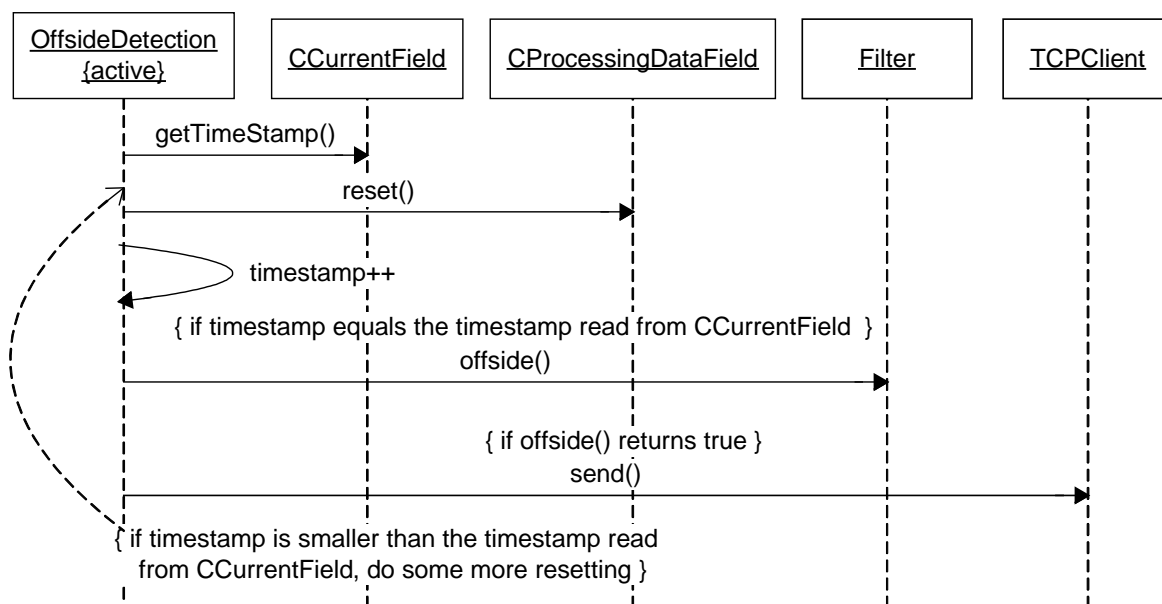 OffsideDetection
{active}
CCurrentField
CProcessingDataField
Filter
TCPClient
getTimeStamp()
reset()
timestamp++
{ if timestamp equals the timestamp read from CCurrentField }
offside()
{ if offside() returns true }
send()
{ if timestamp is smaller than the timestamp read
from CCurrentField, do some more resetting }